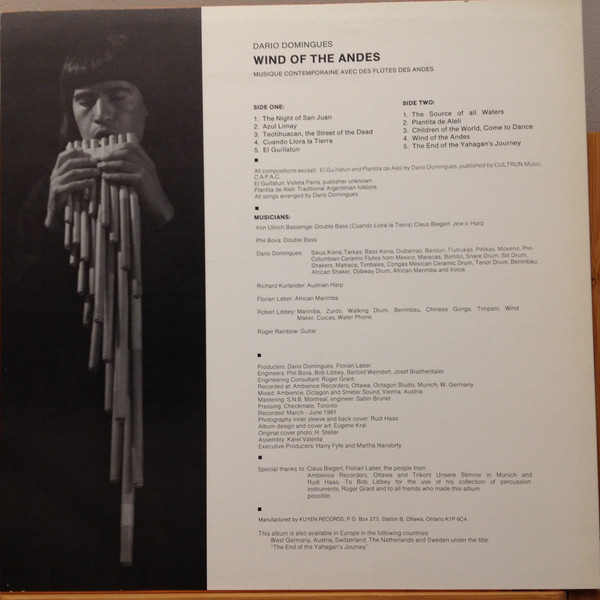 DARIO DOMINGUES
WIND OF THE ANDES
MUSIQUE CONTEMPORAINE AVEC DES FLÛTES DES ANDES
SIDE ONE:
1. The Night of San Juan
2. Azul Limay
3. Teotihuacan, the Street of the Dead
4. Cuando Llora la Tierra
5. El Guillatun
SIDE TWO:
1. The Source of all Waters
2. Plantita de Aleli
3. Children of the World, Come to Dance
4. Wind of the Andes
5. The End of the Yahagan's Journey
All compositions except: El Guillatun and Plantita de Aleli by Dario Domingues, published by CULTRUN Music,
C.A.P.A.C.
El Guillatun: Violeta Parra, publisher unknown
Plantita de Aleli: Traditional Argentinian folklore.
All songs arranged by Dario Domingues.
MUSICIANS:
Von Ullrich Bassenge: Double Bass (Cuando Llora la Tierra) Claus Biegert: Jew's Harp
Phil Bova: Double Bass
Dario Domingues: Sikus, Kena, Tarkas, Bass Kena, Dulzainas, Banzuri, Trutrukas, Pifilkas, Moxeno, Pre-
Columbian Ceramic Flutes from Mexico, Maracas, Bombo, Snare Drum, Slit Drum,
Shakers, Matraca, Timbales, Congas Mexican Ceramic Drum, Tenor Drum, Berimbau,
African Shaker, Ojibway Drum, African Marimba and Voice.
Richard Kurlander: Austrian Harp
Florian Laber: African Marimba
Robert Libbey: Marimba, Zurdo, Walking Drum, Berimbau, Chinese Gongs, Timpani, Wind
Maker, Cuicas, Water Phone
Roger Rainbow: Guitar
Producers: Dario Domingues, Florian Laber.
Engineers: Phil Bova, Bob Libbey, Bertold Weindorf, Josef Braithentaler.
Engineering Consultant: Roger Grant.
Recorded at: Ambience Records, Ottawa, Octagon Studio, Munich, W. Germany
Mixed: Ambience, Octagon and Smeter Sound, Vienna, Austria.
Mastering: S.N.B. Montreal, engineer: Sabin Brunet
Pressing: Checkmate, Toronto
Recorded: March - June 1981
Photography inner sleeve and back cover: Rudi Haas
Album design and cover art: Eugene Kral
Original cover photo: H. Steller
Assembly: Karel Valenta
Executive Producers: Harry Fyfe and Martha Nandorfy
Special thanks to: Claus Biegert, Florian Laber, the people from
Ambience Records, Ottawa and Trikont Unsere Stimme in Munich and
Rudi Haas. To Bob Libbey for the use of his collection of percussion
instruments, Roger Grant and to all friends who made this album
possible.
Manufactured by KUYEN RECORDS, P.O. Box 273, Station B, Ottawa, Ontario K1P 6C4
This album is also available in Europe in the following countries:
West Germany, Austria, Switzerland, The Netherlands and Sweden under the title:
"The End of the Yahagan's Journey"